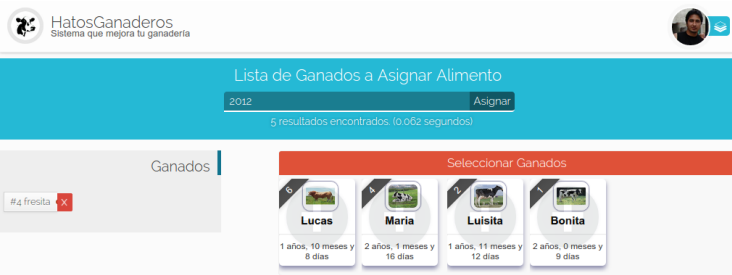 HatosGanaderos
Sistema que mejora tu ganadería
Lista de Ganados a Asignar Alimento
2012 Asignar
5 resultados encontrados. (0.062 segundos)
Ganados
#4 fresita X
Seleccionar Ganados
6 4 2 1
Lucas Maria Luisita Bonita
1 años, 10 meses y 2 años, 1 meses y 1 años, 11 meses y 2 años, 0 meses y
8 días 16 días 12 días 9 días